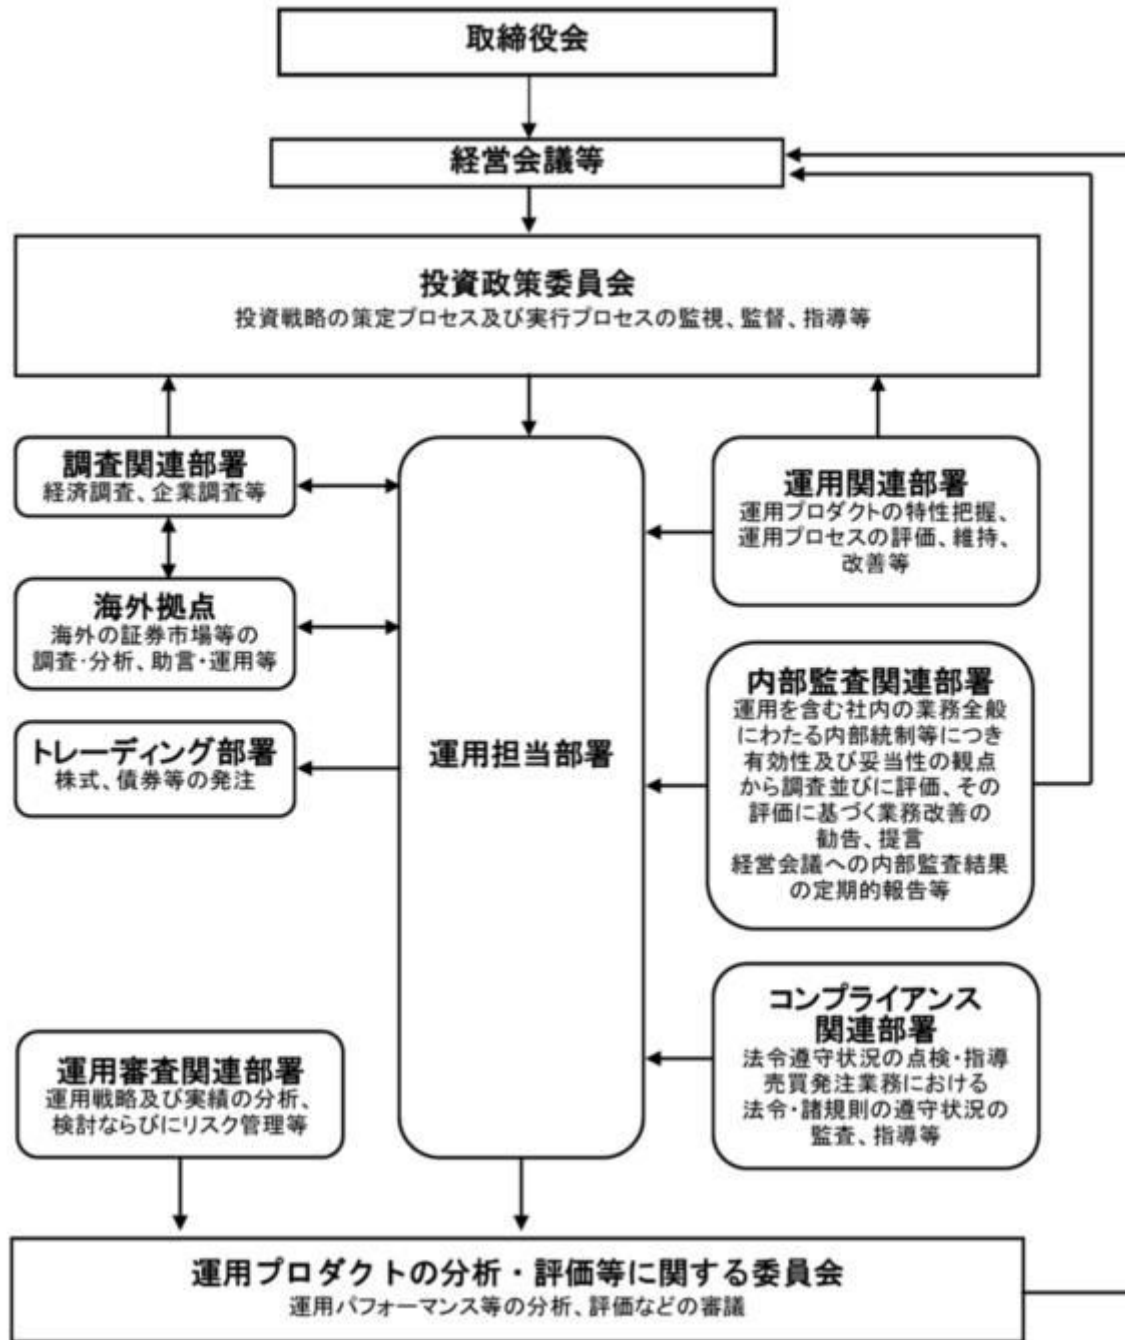 取締役会
経営会議等
投資政策委員会
投資戦略の策定プロセス及び実行プロセスの監視、監督、指導等
調査関連部署
経済調査、企業調査等
海外拠点
海外の証券市場等の
調査・分析、助言・運用等
トレーディング部署
株式、債券等の発注
運用担当部署
運用関連部署
運用プロダクトの特性把握、
運用プロセスの評価、維持、
改善等
内部監査関連部署
運用を含む社内の業務全般
にわたる内部統制等につき
有効性及び妥当性の観点
から調査並びに評価、その
評価に基づく業務改善の
勧告、提言
経営会議への内部監査結果
の定期的報告等
コンプライアンス
関連部署
法令遵守状況の点検・指導
売買発注業務における
法令・諸規則の遵守状況の
監査、指導等
運用審査関連部署
運用戦略及び実績の分析、
検討ならびにリスク管理等
運用プロダクトの分析・評価等に関する委員会
運用パフォーマンス等の分析、評価などの審議